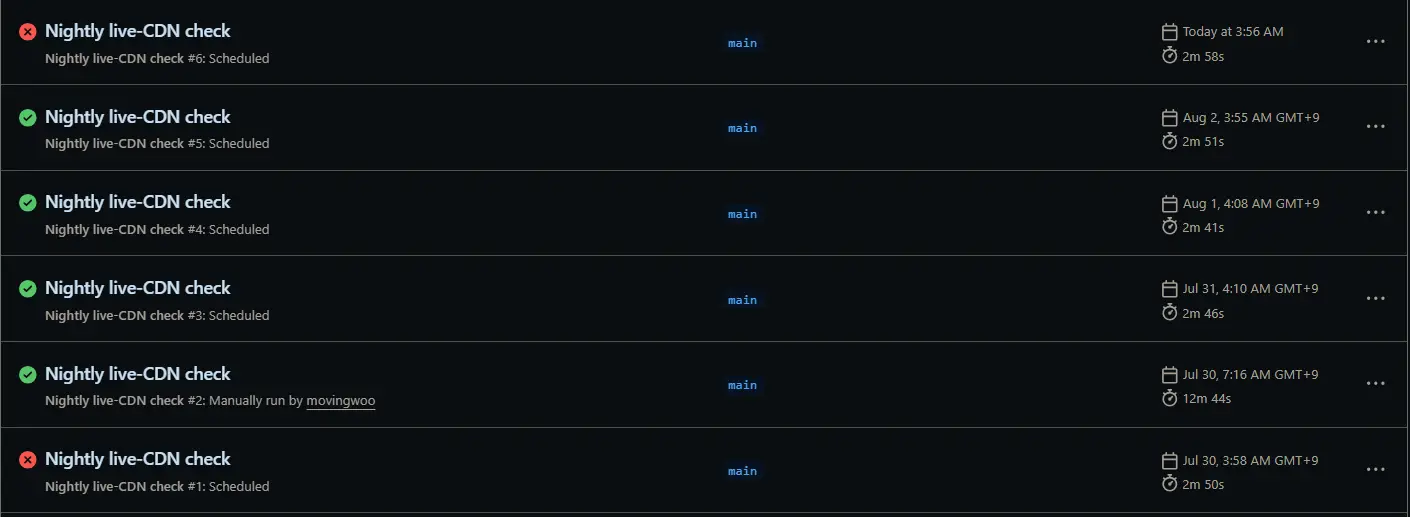 Nightly live-CDN check
Nightly live-CDN check #6: Scheduled
main
Today at 3:56 AM
2m 58s
Nightly live-CDN check
Nightly live-CDN check #5: Scheduled
main
Aug 2, 3:55 AM GMT+9
2m 51s
Nightly live-CDN check
Nightly live-CDN check #4: Scheduled
main
Aug 1, 4:08 AM GMT+9
2m 41s
Nightly live-CDN check
Nightly live-CDN check #3: Scheduled
main
Jul 31, 4:10 AM GMT+9
2m 46s
Nightly live-CDN check
Nightly live-CDN check #2: Manually run by movingwoo
main
Jul 30, 7:16 AM GMT+9
12m 44s
Nightly live-CDN check
Nightly live-CDN check #1: Scheduled
main
Jul 30, 3:58 AM GMT+9
2m 50s